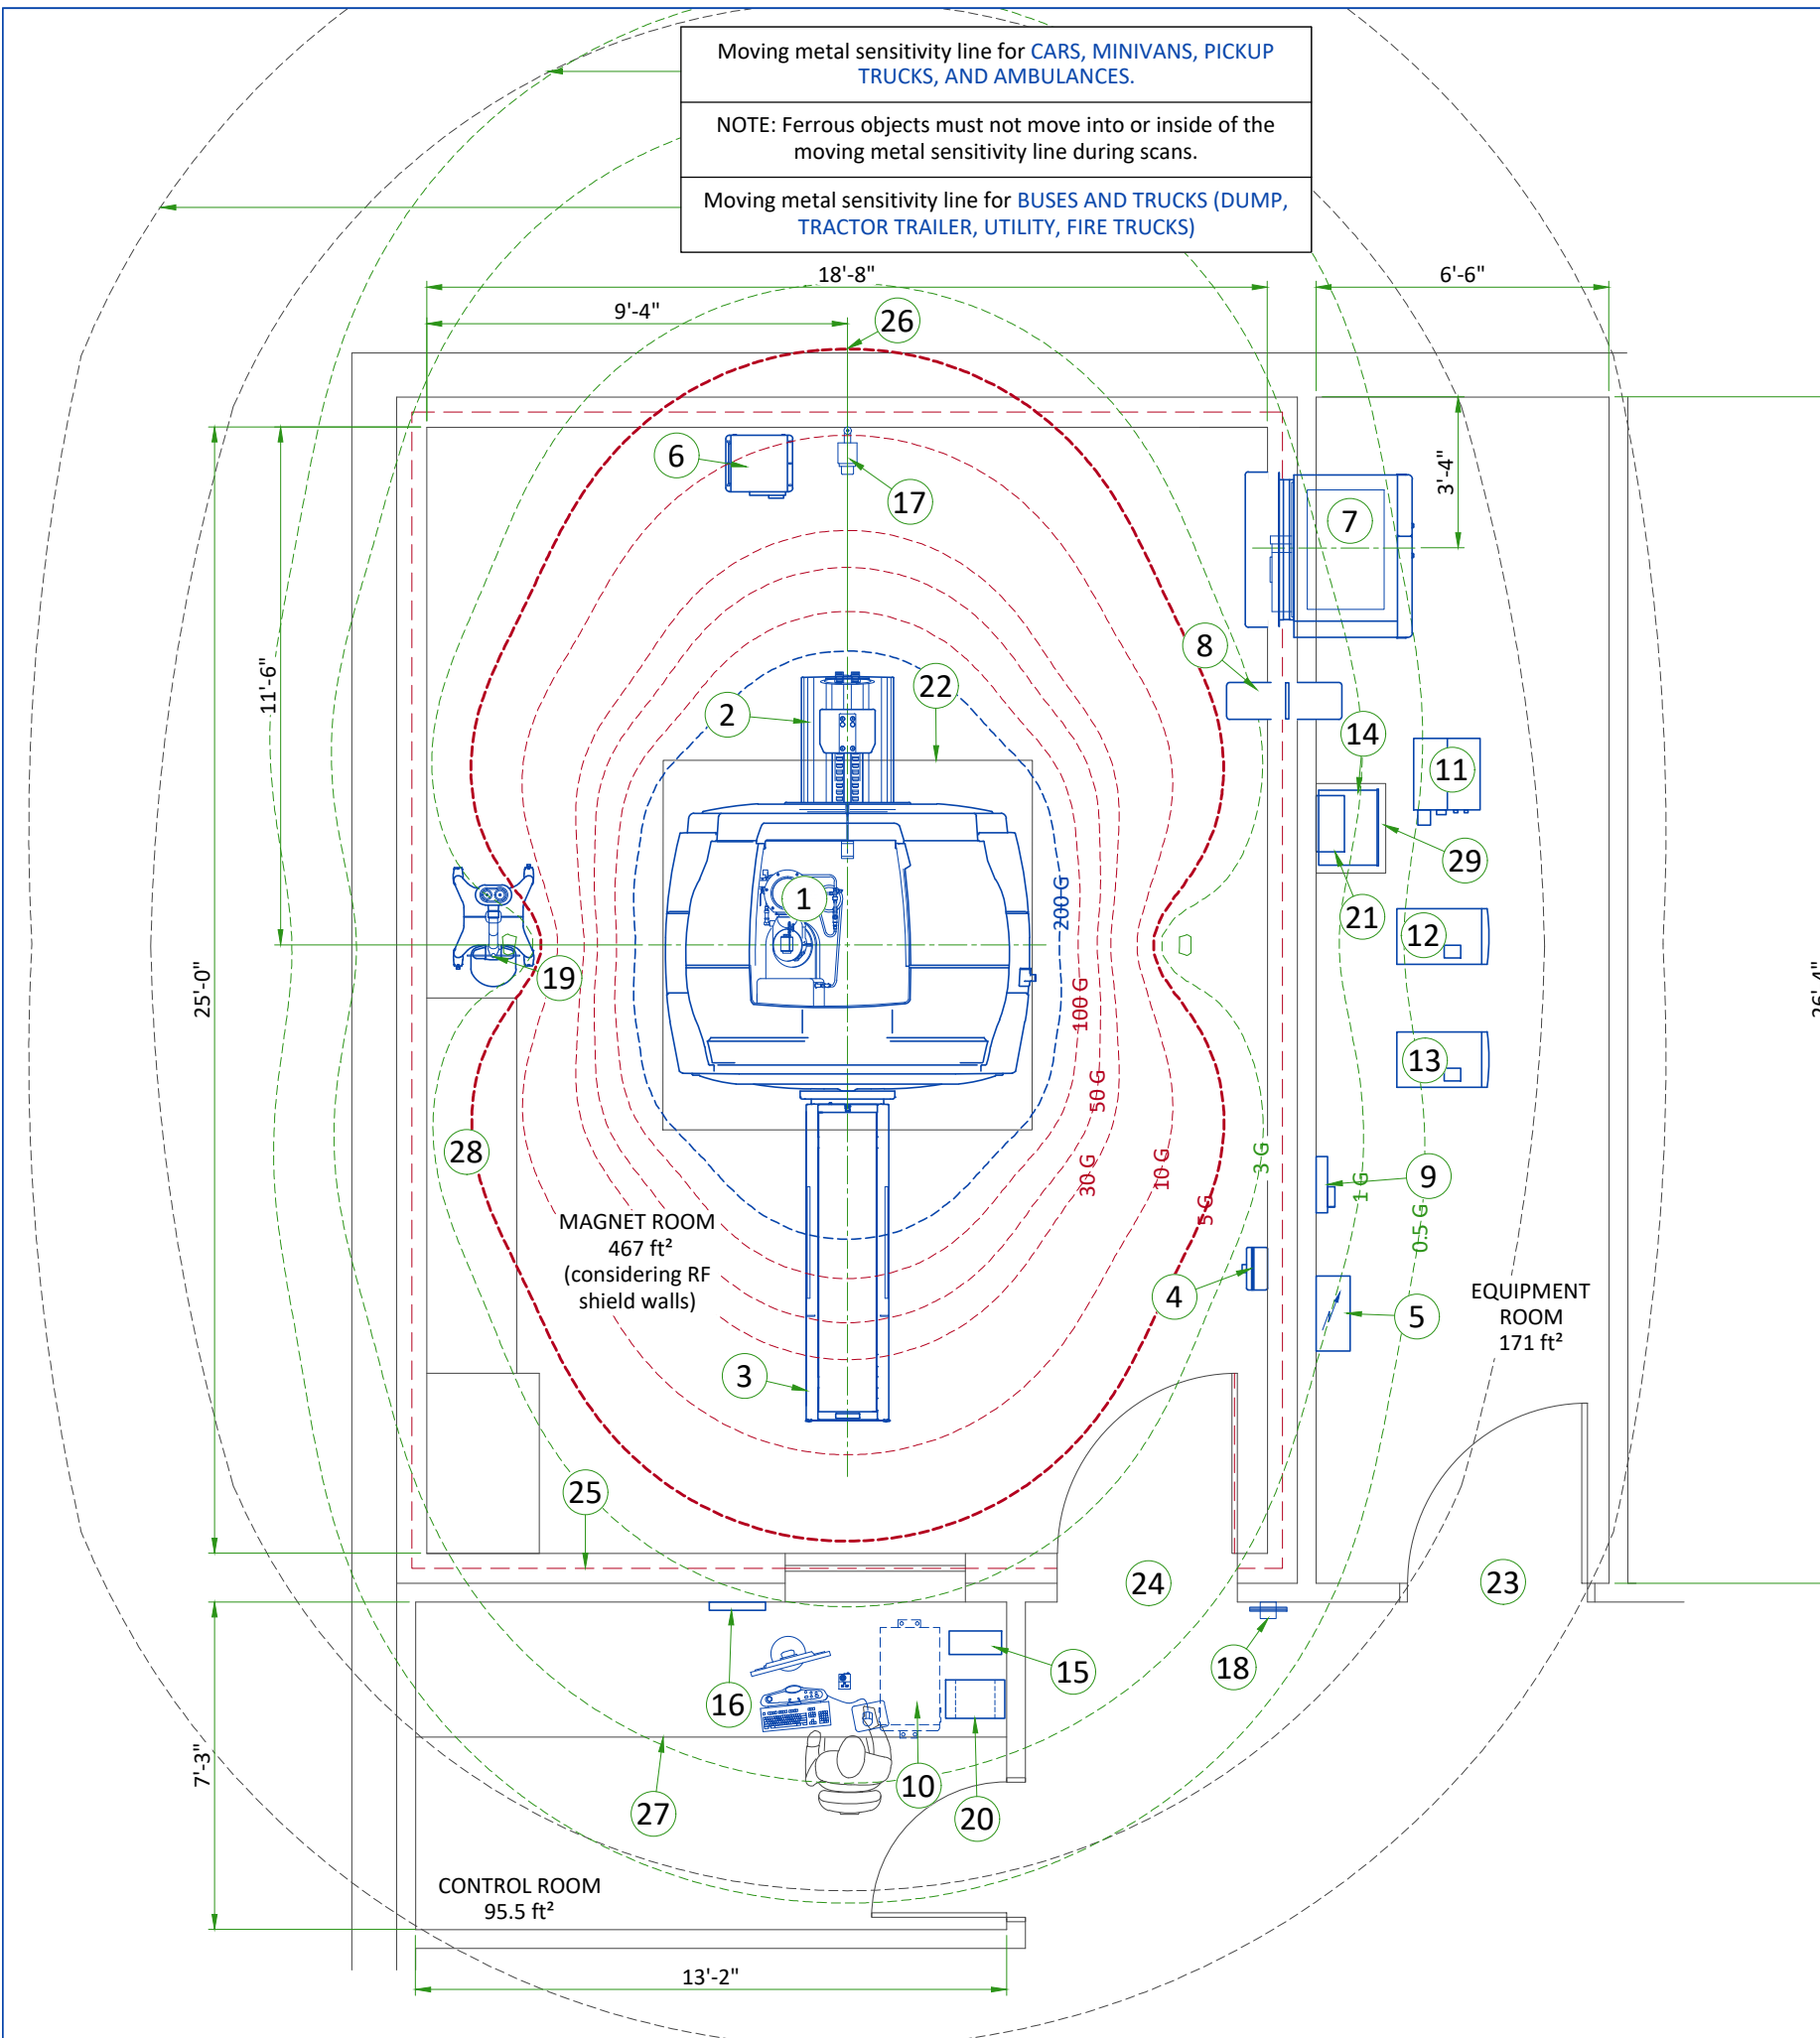 Moving metal sensitivity line for CARS, MINIVANS, PICKUP
TRUCKS, AND AMBULANCES.
NOTE: Ferrous objects must not move into or inside of the
moving metal sensitivity line during scans.
Moving metal sensitivity line for BUSES AND TRUCKS (DUMP,
TRACTOR TRAILER, UTILITY, FIRE TRUCKS)
18'-8"
6'-6"
9'-4"
26
6
17
3'-4"
7
11'-6"
8
22
2
14
11
29
1
200 G
21
12
19
25'-0"
100 G
26'-4"
13
50 G
28
3 G
30 G
10 G
5 G
1 G
9
0.5 G
MAGNET ROOM
467 ft²
(considering RF
shield walls)
4
5
EQUIPMENT
ROOM
171 ft²
3
25
24
23
15
18
16
7'-3"
10
27
20
CONTROL ROOM
95.5 ft²
13'-2"